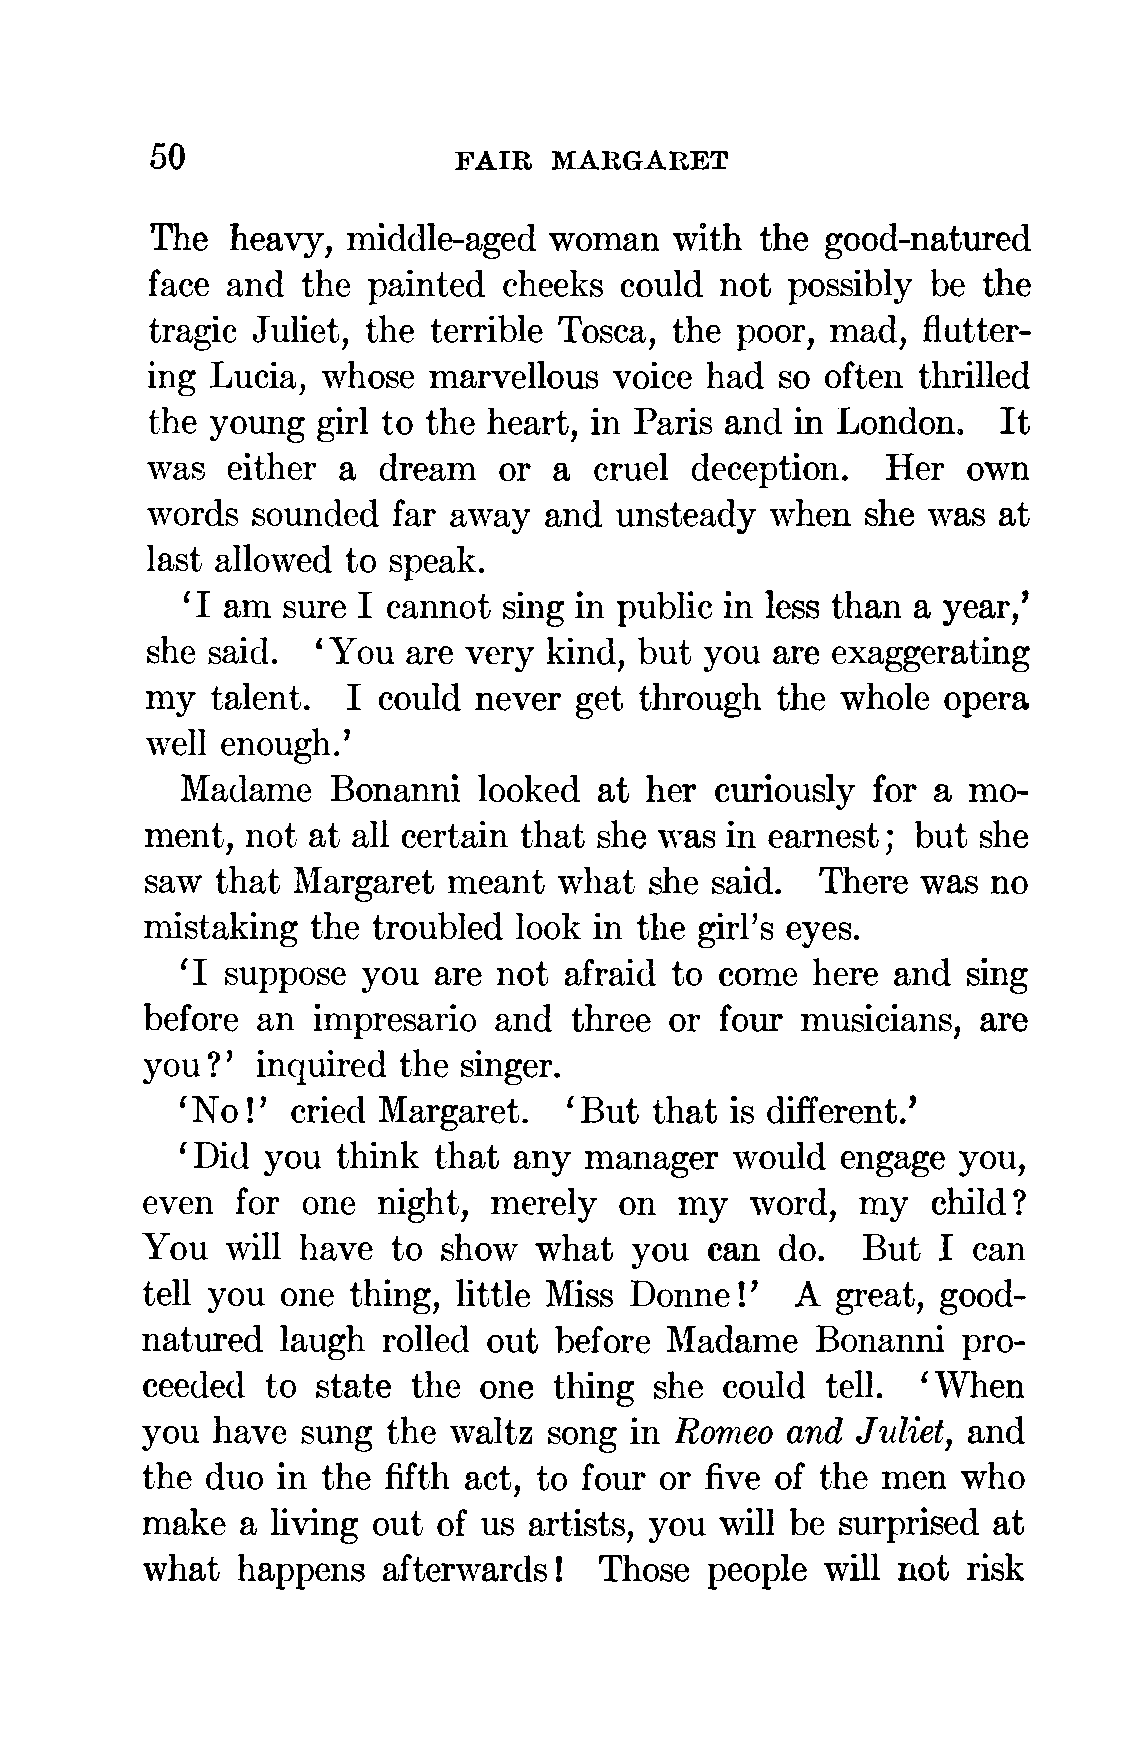 50 FAIR MARGARET
The heavy, middle-aged woman with the good-natured
face and the painted cheeks could not possibly be the
tragic Juliet, the terrible Tosca, the poor, mad, flutter-
ing Lucia, whose marvellous voice had so often thrilled
the young girl to the heart, in Paris and in London. It
was either a dream or a cruel deception. Her own
words sounded far away and unsteady when she was at
last allowed to speak.
‘I am sure I cannot sing in public in less than a year,’
she said. ‘You are very kind, but you are exaggerating
my talent. I could never get through the whole opera
well enough.’
Madame Bonanni looked at her curiously for a mo-
ment, not at all certain that she was in earnest; but she
saw that Margaret meant what she said. There was no
mistaking the troubled look in the girl’s eyes.
‘I suppose you are not afraid to come here and sing
before an impresario and three or four musicians, are
you?’ inquired the singer.
‘No!’ cried Margaret. ‘But that is different.’
‘Did you think that any manager would engage you,
even for one night, merely on my word, my child?
You will have to show what you can do. But I can
tell you one thing, little Miss Donne!’ A great, good-
natured laugh rolled out before Madame Bonanni pro-
ceeded to state the one thing she could tell. ‘When
you have sung the waltz song in Romeo and Juliet, and
the duo in the fifth act, to four or five of the men who
make a living out of us artists, you will be surprised at
what happens afterwards! Those people will not risk